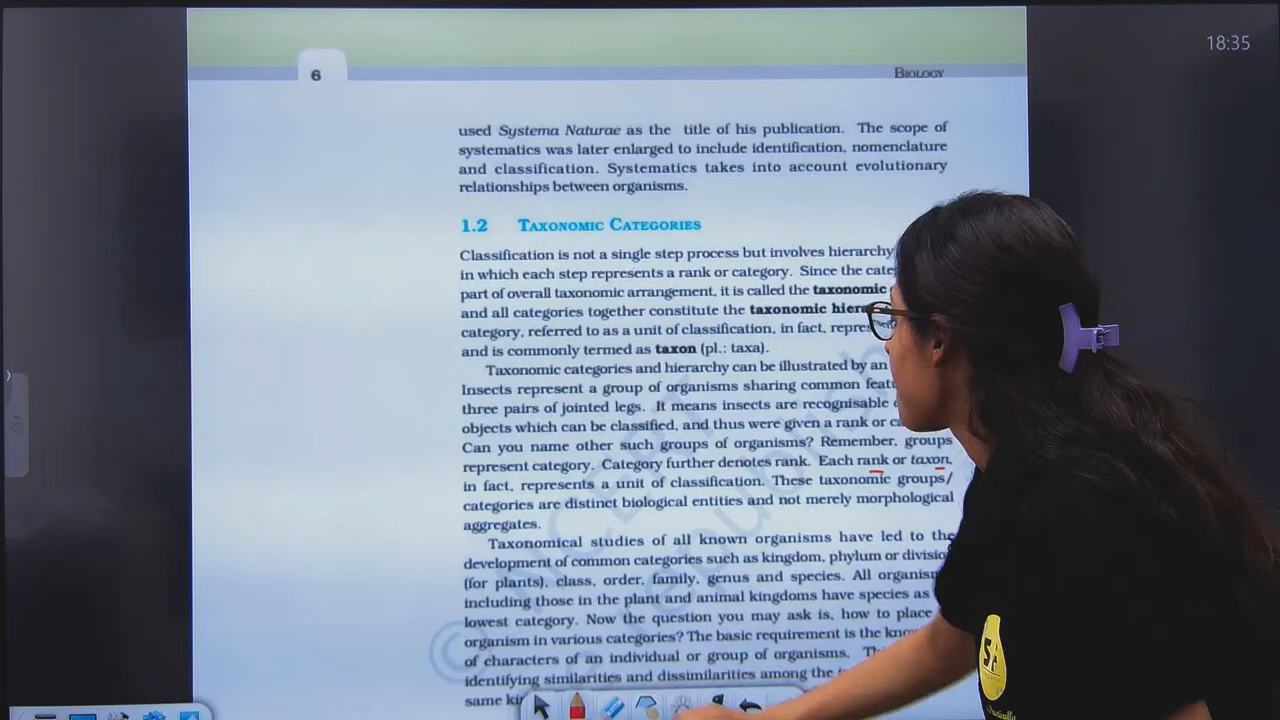 18:35
6
BIOLOGY
used Systema Naturae as the title of his publication. The scope of
systematics was later enlarged to include identification, nomenclature
and classification. Systematics takes into account evolutionary
relationships between organisms.
1.2 TAXONOMIC CATEGORIES
Classification is not a single step process but involves hierarchy
in which each step represents a rank or category. Since the
part of overall taxonomic arrangement, it is called the taxonomic
and all categories together constitute the taxonomic
category, referred to as a unit of classification, in fact,
and is commonly termed as taxon (pl.: taxa).
Taxonomic categories and hierarchy can be illustrated by an
Insects represent a group of organisms sharing common
three pairs of jointed legs. It means insects are recognisable
objects which can be classified, and thus were given a rank or
Can you name other such groups of organisms? Remember, groups
represent category. Category further denotes rank. Each rank or taxon,
in fact, represents a unit of classification. These taxonomic groups/
categories are distinct biological entities and not merely morphological
aggregates.
Taxonomical studies of all known organisms have led to the
development of common categories such as kingdom, phylum or
(for plants), class, order, family, genus and species. All
including those in the plant and animal kingdoms have species as
lowest category. Now the question you may ask is, how to place
organism in various categories? The basic requirement is the
of characters of an individual or group of organisms.
identifying similarities and dissimilarities among the
same
© NCERT
republish